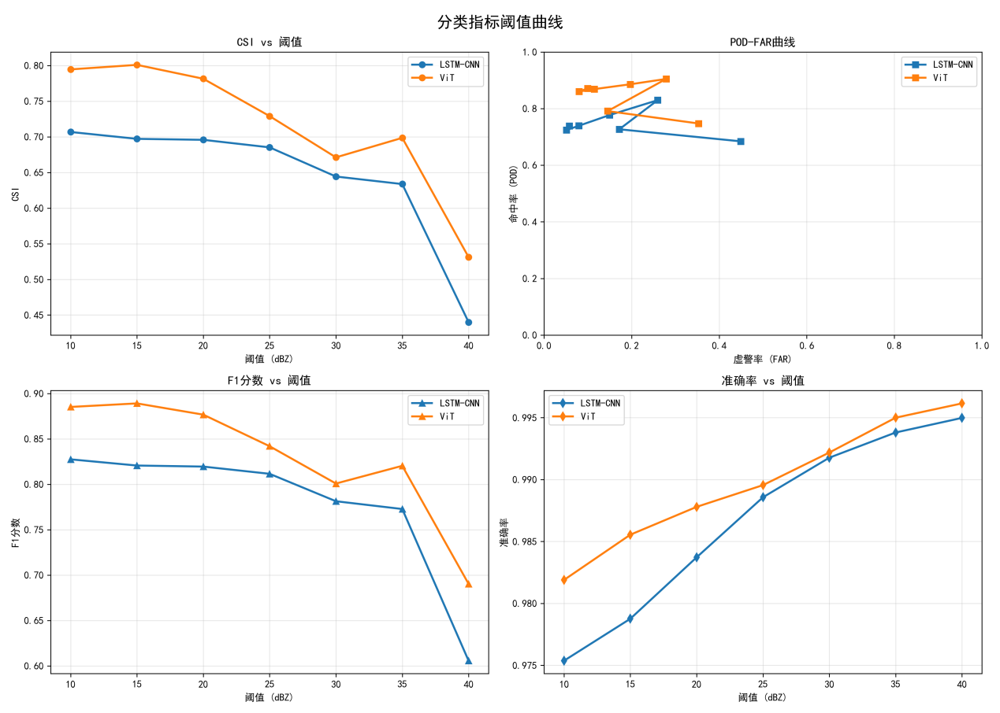 分类指标阈值曲线
CSI vs 阈值
LSTM-CNN
ViT
CSI
0.80
0.75
0.70
0.65
0.60
0.55
0.50
0.45
10 15 20 25 30 35 40
阈值 (dBZ)
POD-FAR曲线
LSTM-CNN
ViT
命中率 (POD)
1.0
0.8
0.6
0.4
0.2
0.0
0.0 0.2 0.4 0.6 0.8 1.0
虚警率 (FAR)
F1分数 vs 阈值
LSTM-CNN
ViT
F1分数
0.90
0.85
0.80
0.75
0.70
0.65
0.60
10 15 20 25 30 35 40
阈值 (dBZ)
准确率 vs 阈值
LSTM-CNN
ViT
准确率
0.995
0.990
0.985
0.980
0.975
10 15 20 25 30 35 40
阈值 (dBZ)